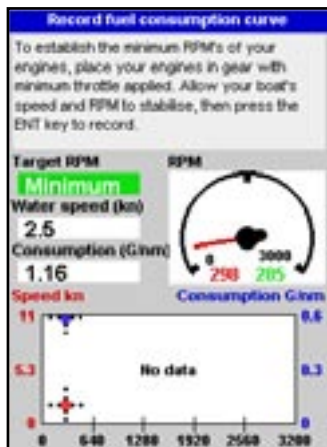 Record fuel consumption curve
To establish the minimum RPM's of your
engines, place your engines in gear with
minimum throttle applied. Allow your boat's
speed and RPM to stabilise, then press the
ENT key to record.
Target RPM
Minimum
Water speed (kn)
2.5
Consumption (G/nm)
1.16
RPM
0 3000
298 285
Speed kn Consumption G/nm
11 0.6
5.3 No data 0.3
0 0
0 640 1280 1920 2560 3200